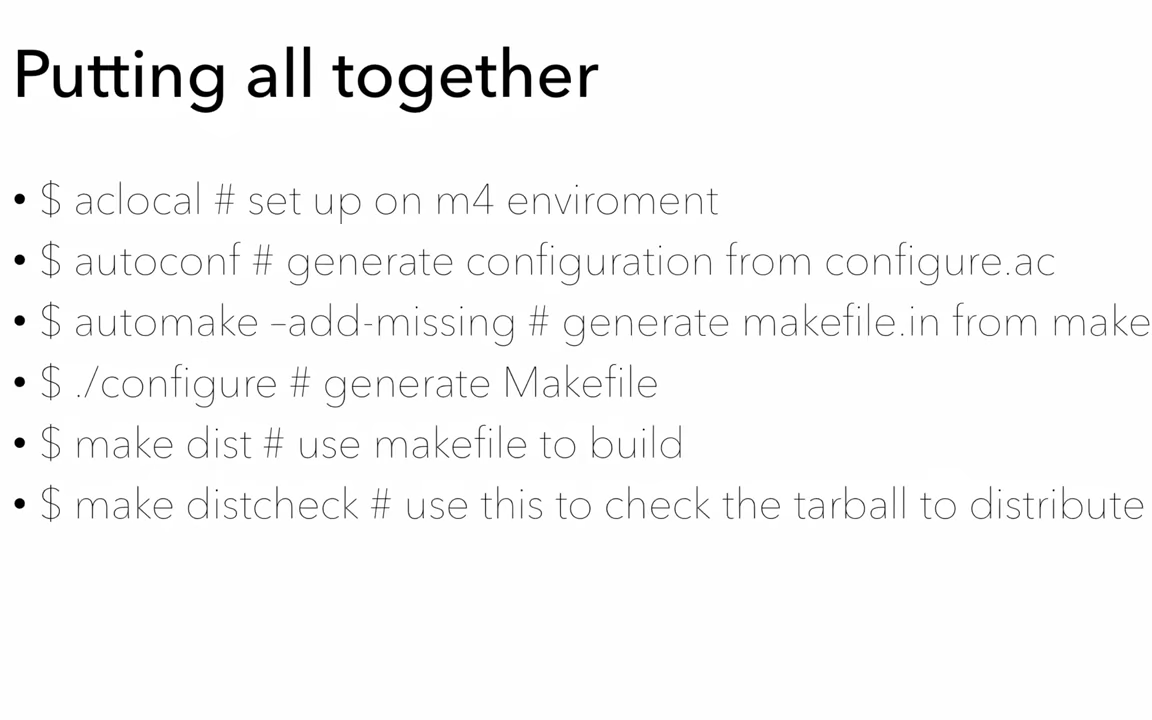 Putting all together
• $ aclocal # set up on m4 enviroment
• $ autoconf # generate configuration from configure.ac
• $ automake –add-missing # generate makefile.in from make
• $ ./configure # generate Makefile
• $ make dist # use makefile to build
• $ make distcheck # use this to check the tarball to distribute